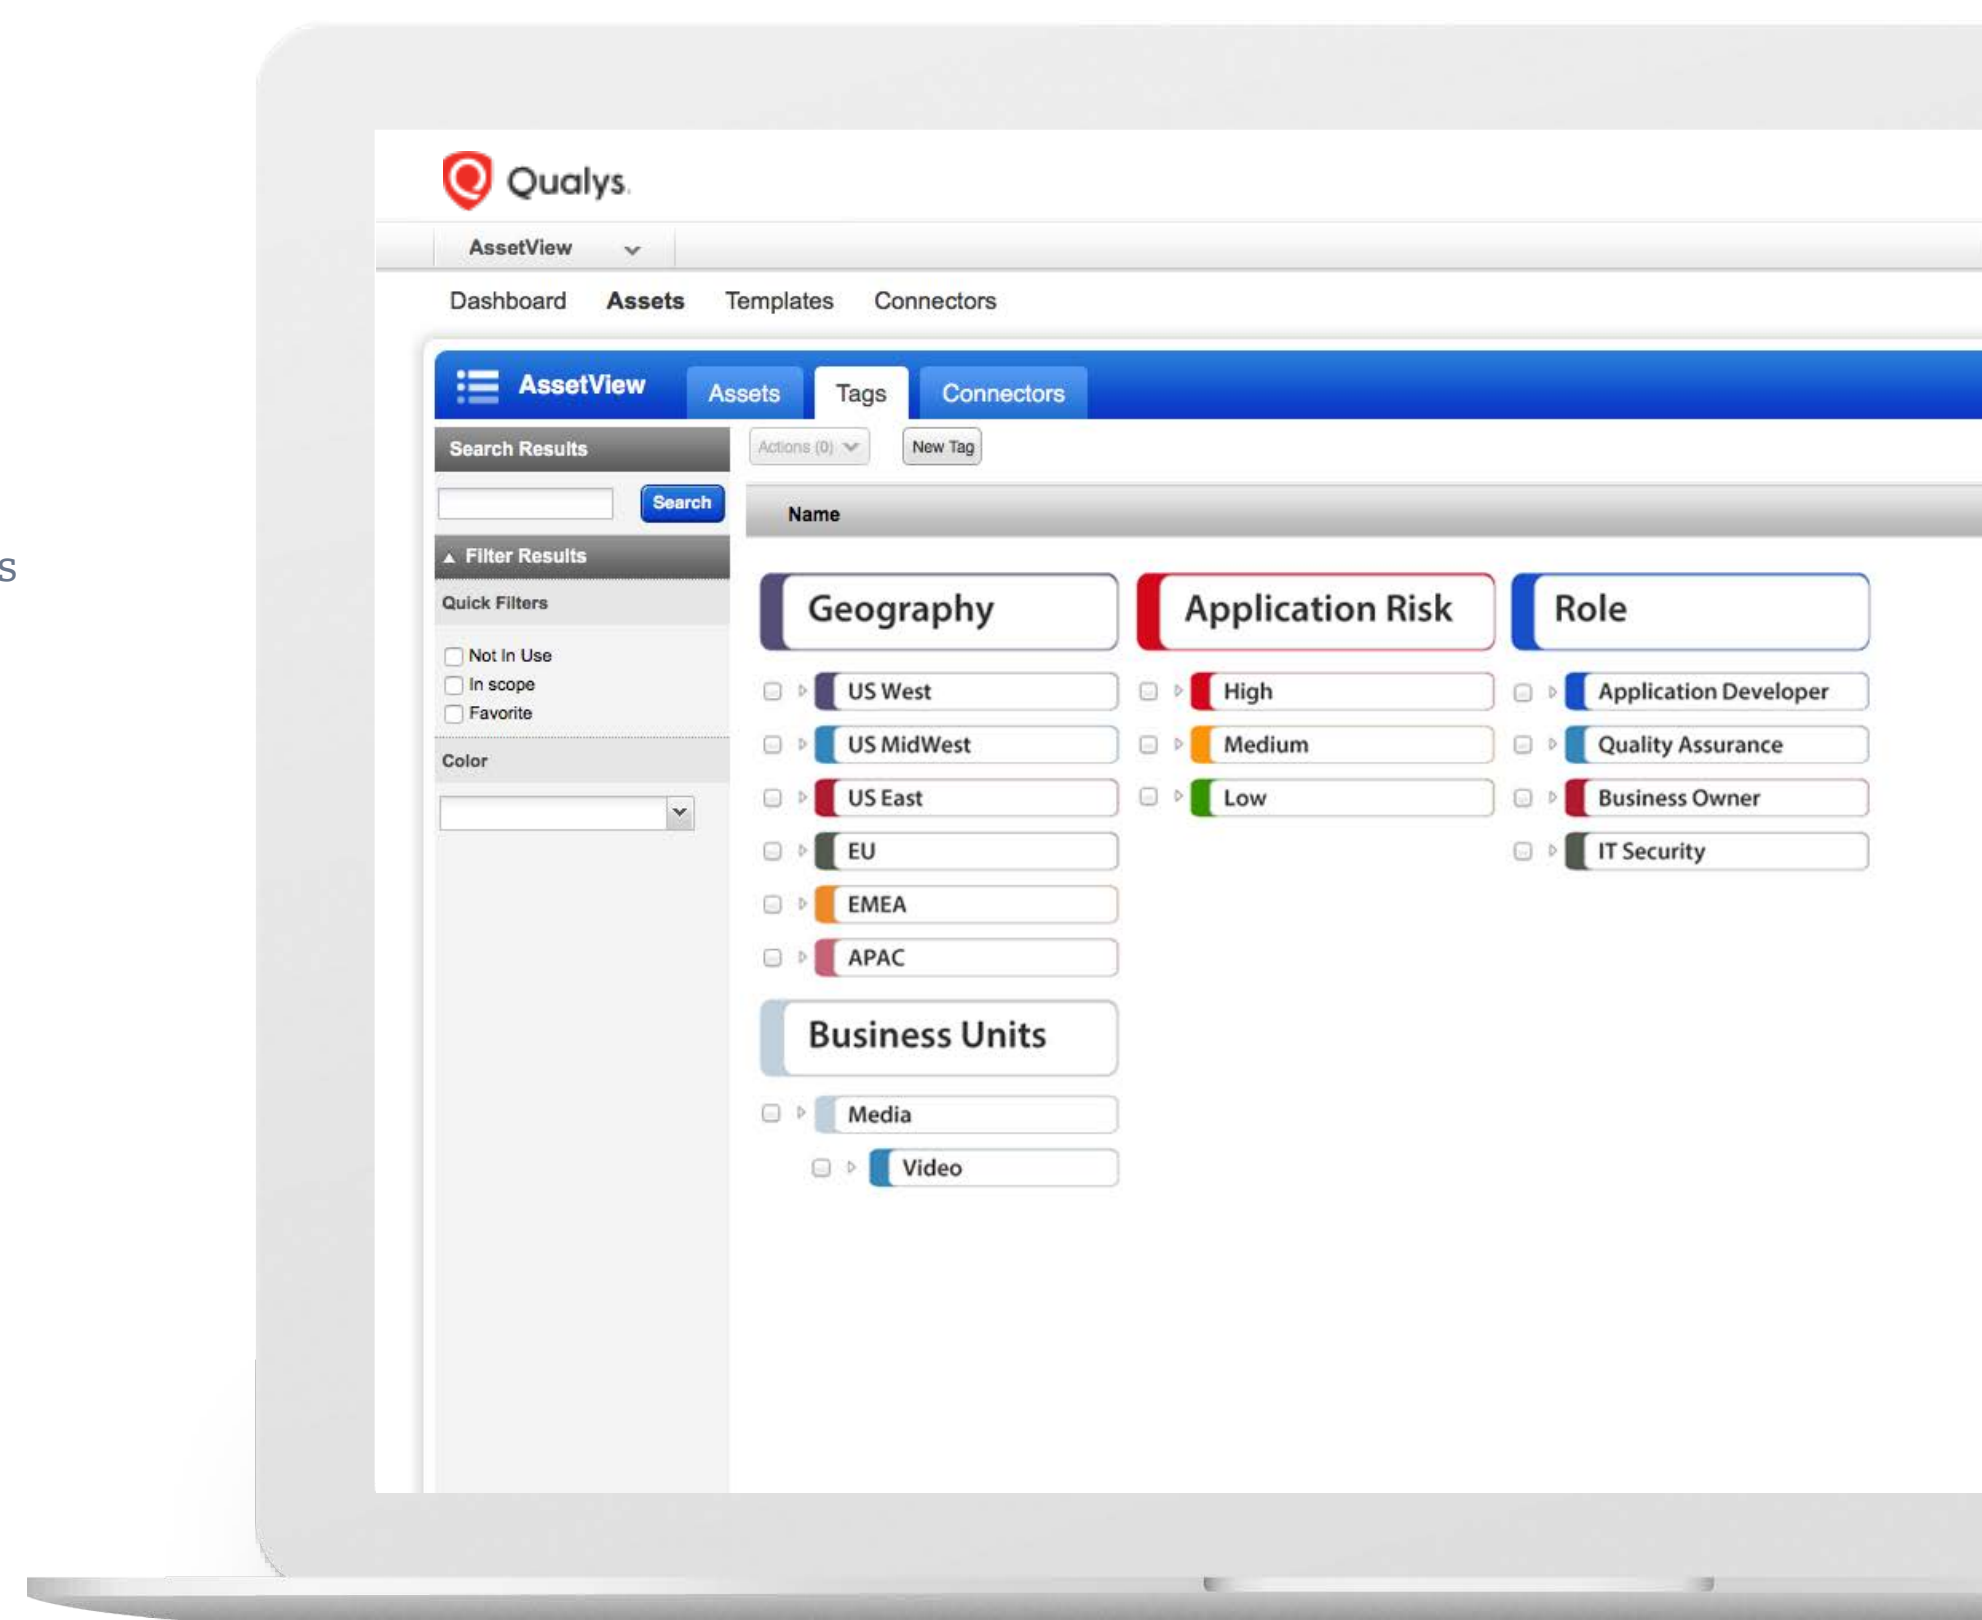 Qualys.
AssetView
Dashboard Assets Templates Connectors
AssetView Assets Tags Connectors
Search Results
Actions (0) New Tag
Search
Name
Filter Results
s
Quick Filters
Not In Use
In scope
Favorite
Color
Geography
US West
US MidWest
US East
EU
EMEA
APAC
Business Units
Media
Video
Application Risk
High
Medium
Low
Role
Application Developer
Quality Assurance
Business Owner
IT Security